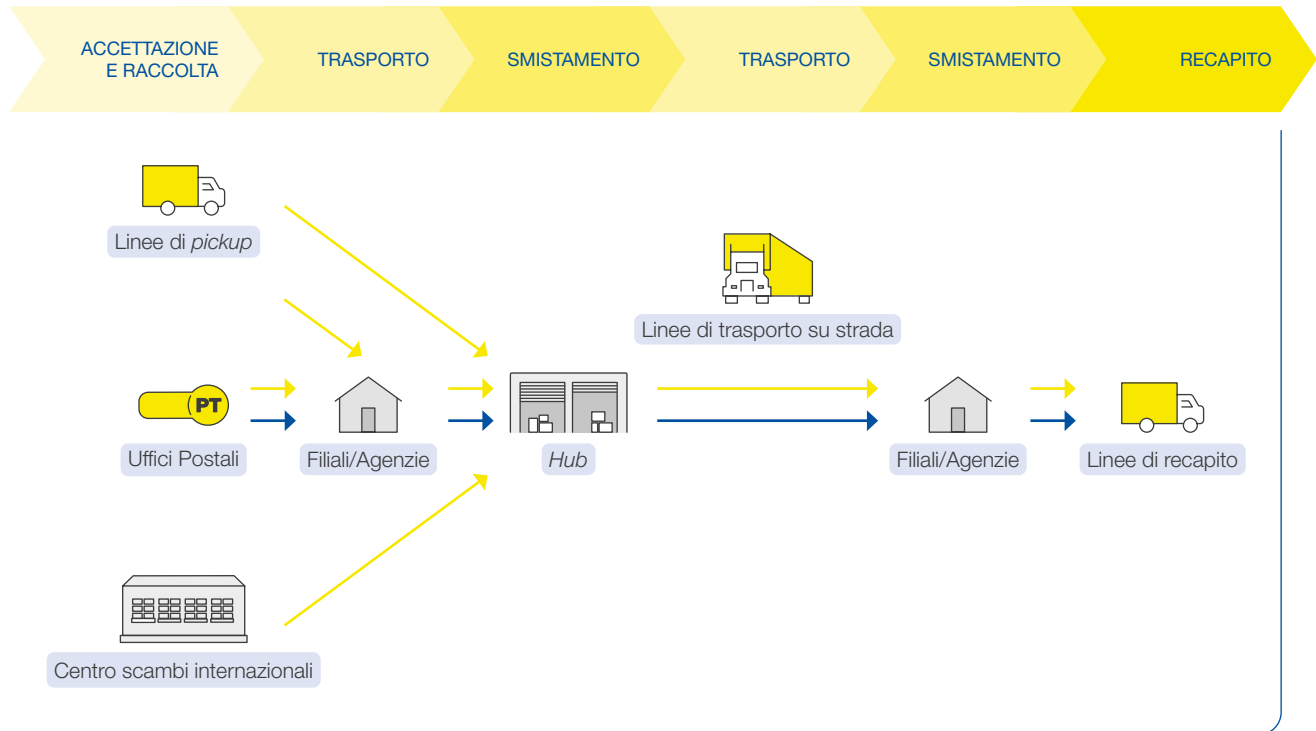 ACCETTAZIONE
E RACCOLTA
TRASPORTO
SMISTAMENTO
TRASPORTO
SMISTAMENTO
RECAPITO
Linee di pickup
Linee di trasporto su strada
PT
Uffici Postali
Filiali/Agenzie
Hub
Filiali/Agenzie
Linee di recapito
Centro scambi internazionali